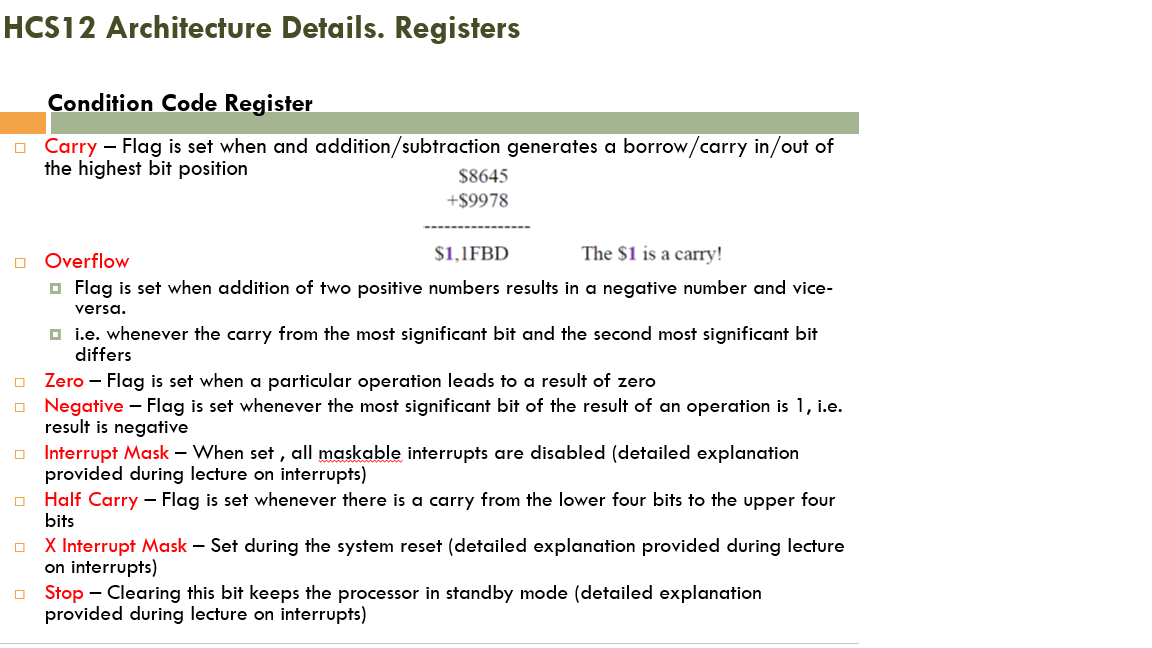 HCS12 Architecture Details. Registers
Condition Code Register
Carry – Flag is set when and addition/subtraction generates a borrow/carry in/out of
the highest bit position
$8645
+$9978
-----------------
$1,1FBD The $1 is a carry!
Overflow
Flag is set when addition of two positive numbers results in a negative number and vice-
versa.
i.e. whenever the carry from the most significant bit and the second most significant bit
differs
Zero – Flag is set when a particular operation leads to a result of zero
Negative – Flag is set whenever the most significant bit of the result of an operation is 1, i.e.
result is negative
Interrupt Mask – When set , all maskable interrupts are disabled (detailed explanation
provided during lecture on interrupts)
Half Carry – Flag is set whenever there is a carry from the lower four bits to the upper four
bits
X Interrupt Mask – Set during the system reset (detailed explanation provided during lecture
on interrupts)
Stop – Clearing this bit keeps the processor in standby mode (detailed explanation
provided during lecture on interrupts)